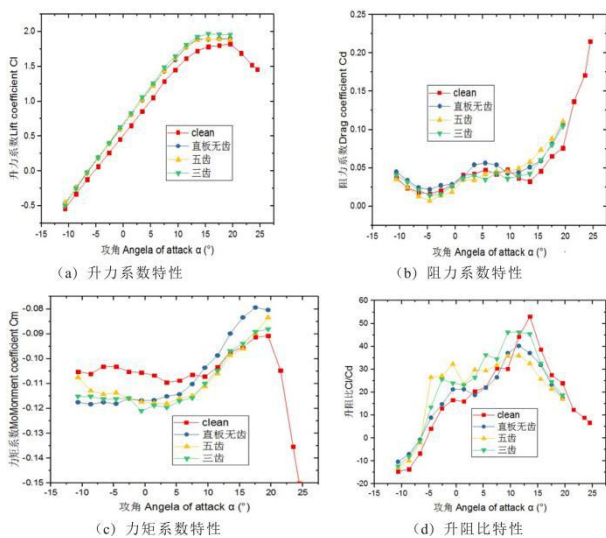 升力系数Lift coefficient Cl
2.0
1.5
1.0
0.5
0.0
-0.5
clean
直板无齿
五齿
三齿
-15 -10 -5 0 5 10 15 20 25 30
攻角 Angela of attack α (°)
(a) 升力系数特性
阻力系数Drag coefficient Cd
0.25
0.20
0.15
0.10
0.05
0.00
clean
直板无齿
五齿
三齿
-15 -10 -5 0 5 10 15 20 25 30
攻角 Angela of attack α (°)
(b) 阻力系数特性
力矩系数MoMonment coefficient Cm
-0.08
-0.09
-0.10
-0.11
-0.12
-0.13
-0.14
-0.15
clean
直板无齿
五齿
三齿
-15 -10 -5 0 5 10 15 20 25 30
攻角 Angela of attack α (°)
(c) 力矩系数特性
升阻比Cl/Cd
60
50
40
30
20
10
0
-10
-20
clean
直板无齿
五齿
三齿
-15 -10 -5 0 5 10 15 20 25 30
攻角 Angela of attack α (°)
(d) 升阻比特性